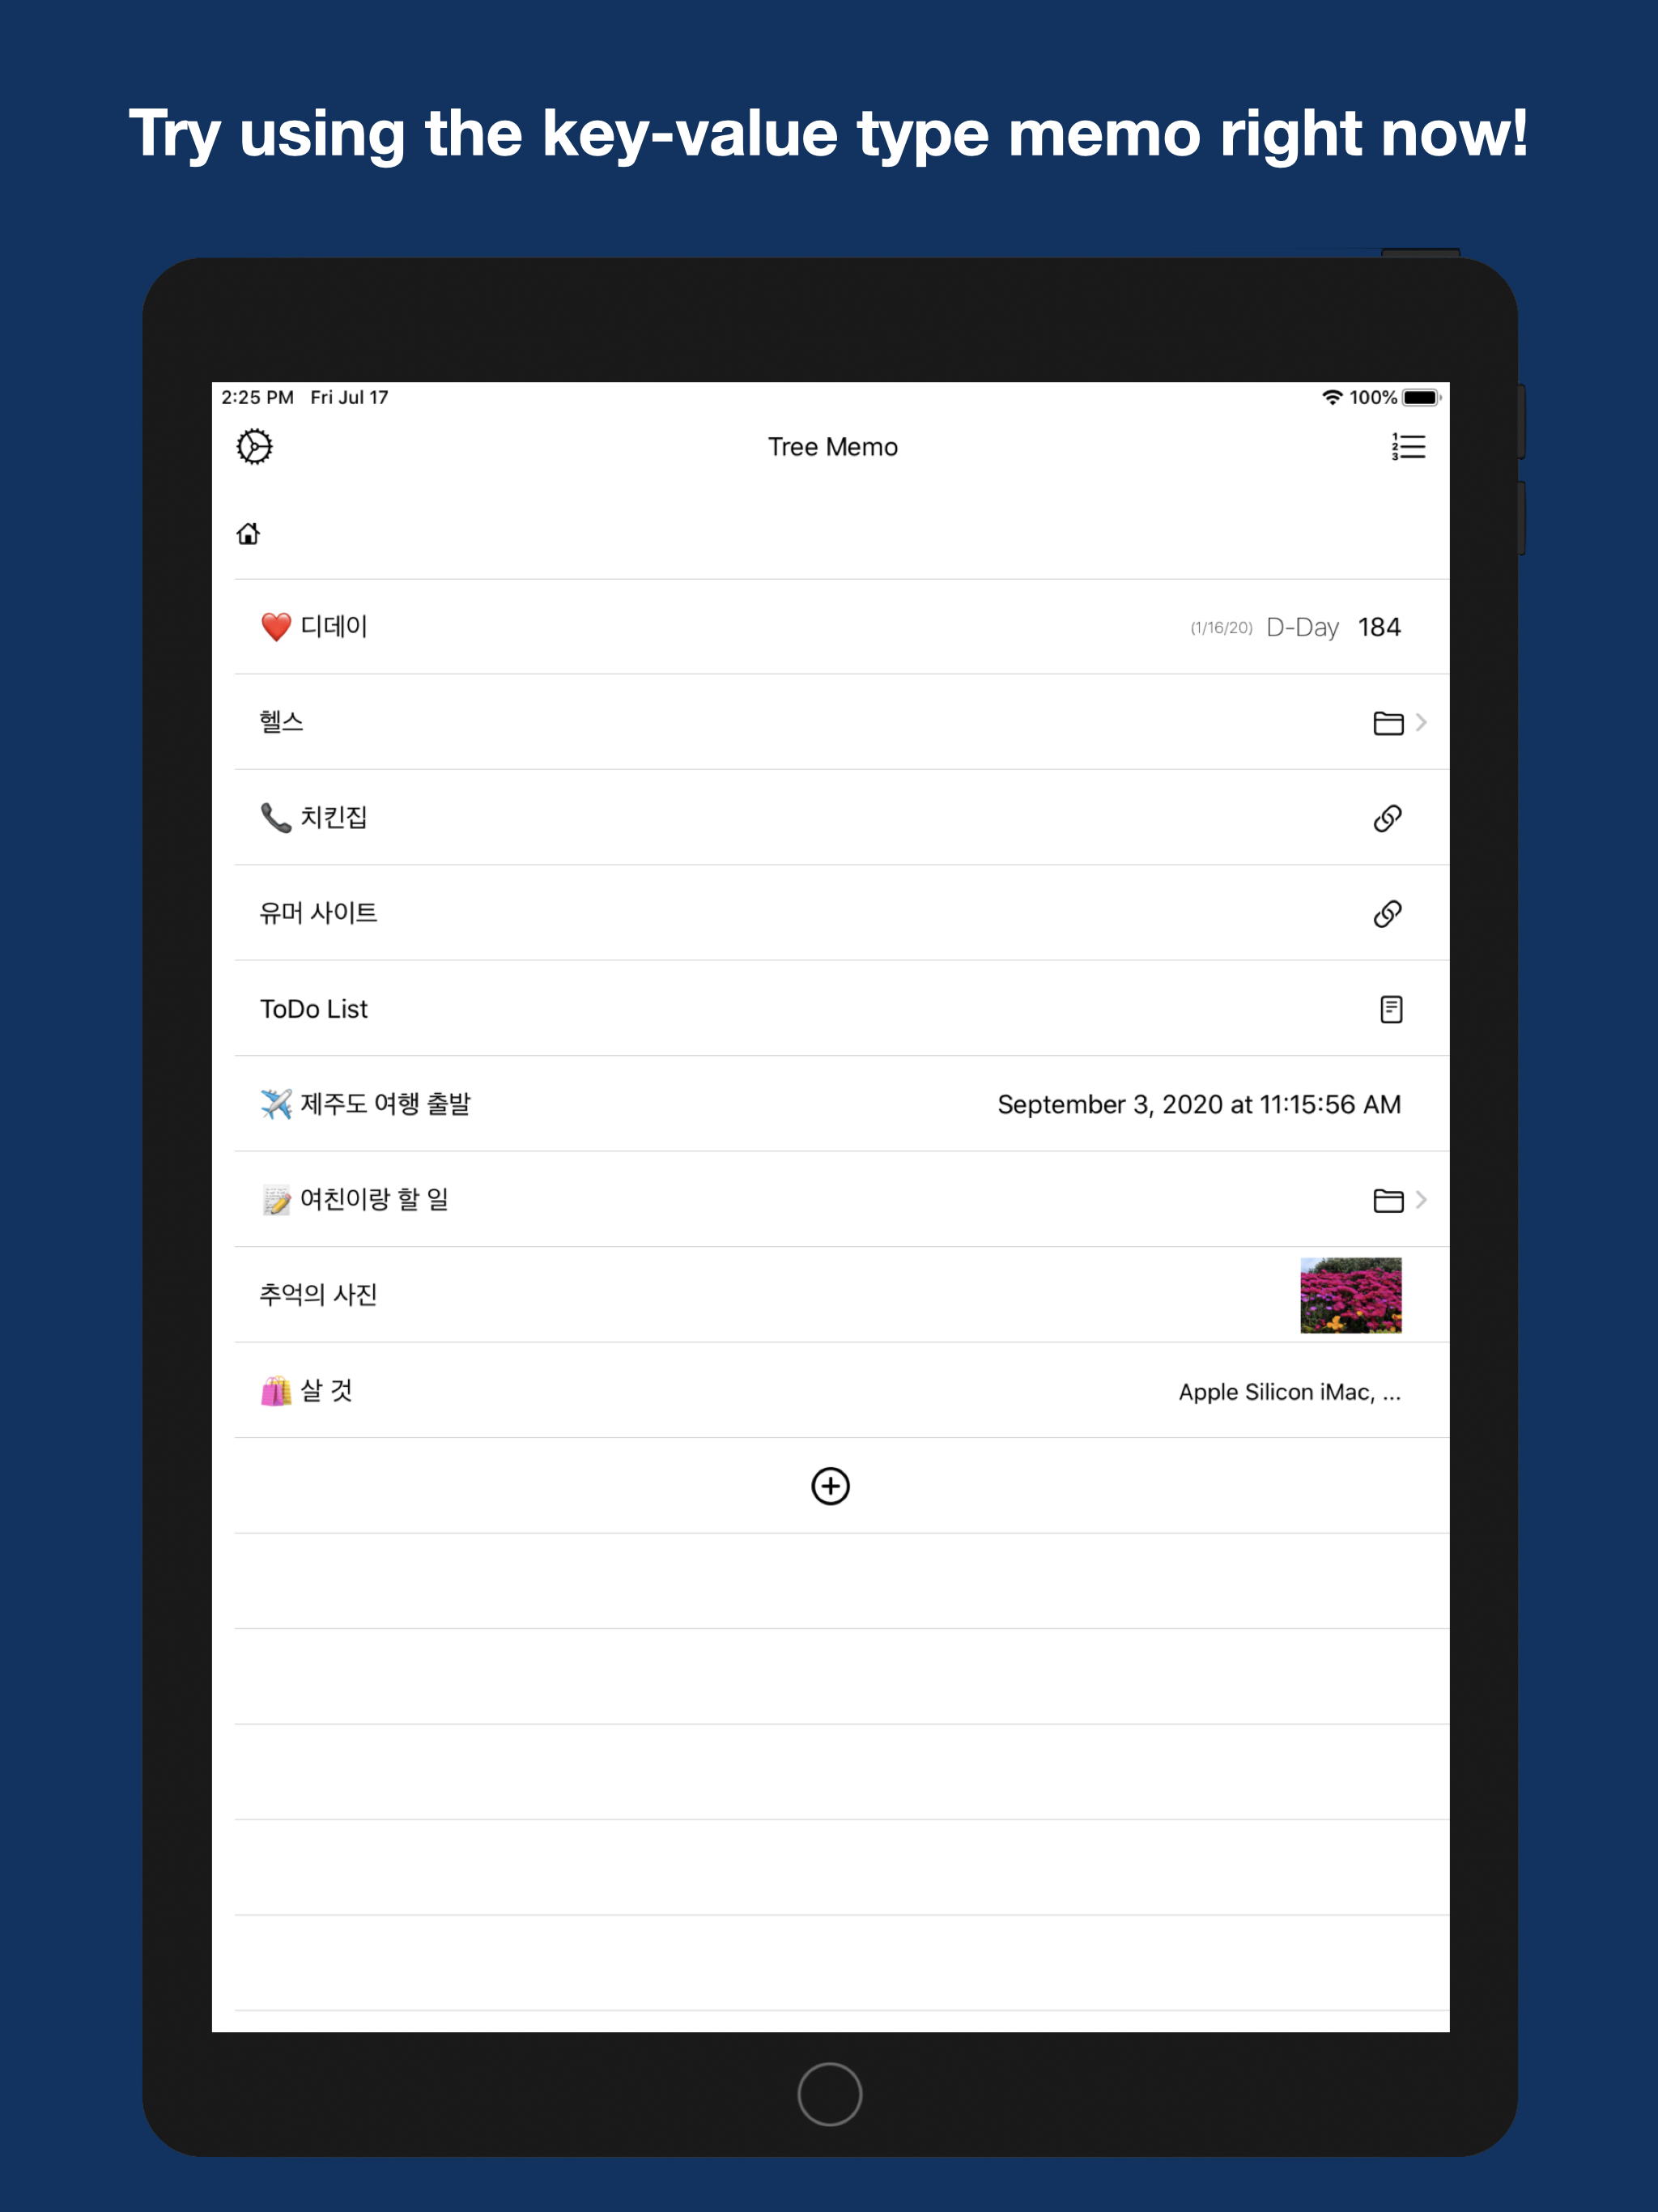 Try using the key-value type memo right now!
2:25 PM Fri Jul 17 100%
Tree Memo
❤️ 디데이 (1/16/20) D-Day 184
헬스
📞 치킨집
유머 사이트
ToDo List
✈️ 제주도 여행 출발 September 3, 2020 at 11:15:56 AM
📝 여친이랑 할 일
추억의 사진
🛍️ 살 것 Apple Silicon iMac, ...